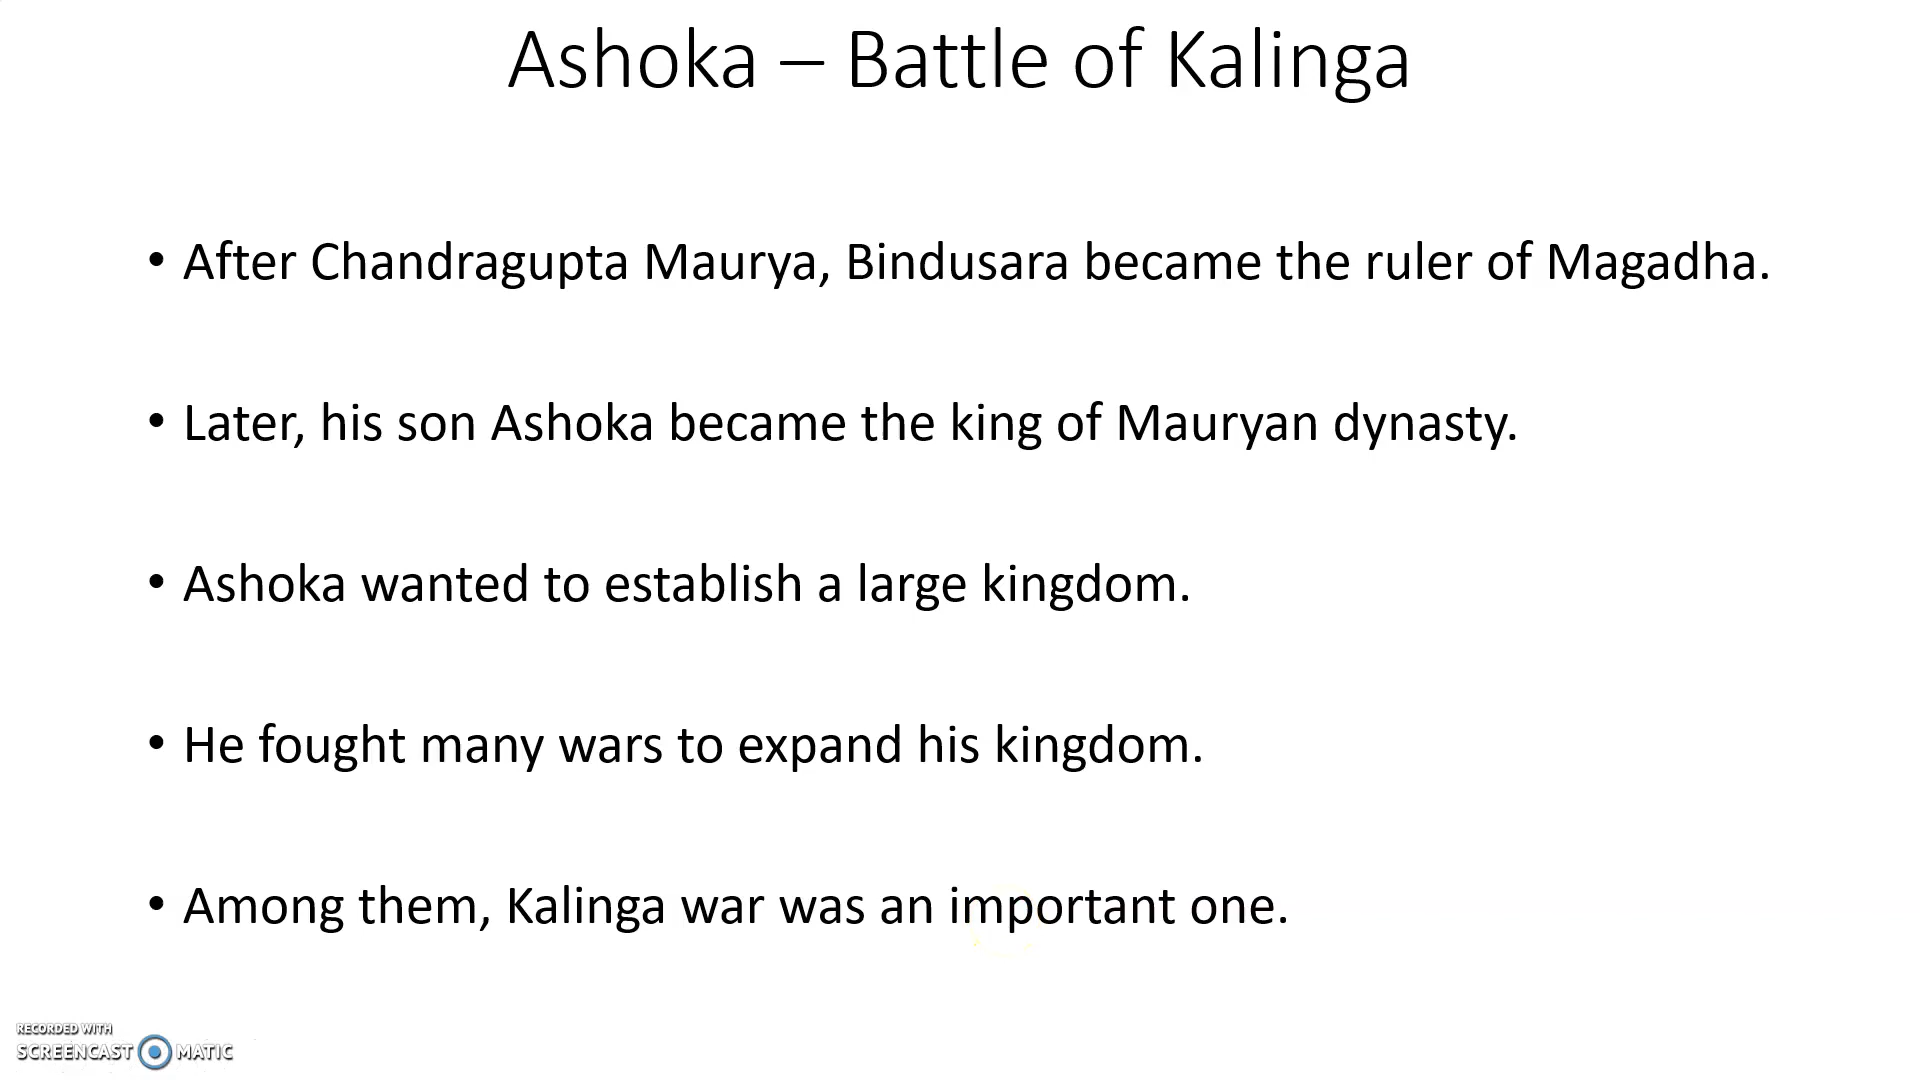 Ashoka – Battle of Kalinga
• After Chandragupta Maurya, Bindusara became the ruler of Magadha.
• Later, his son Ashoka became the king of Mauryan dynasty.
• Ashoka wanted to establish a large kingdom.
• He fought many wars to expand his kingdom.
• Among them, Kalinga war was an important one.
RECORDED WITH
SCREENCAST MATIC